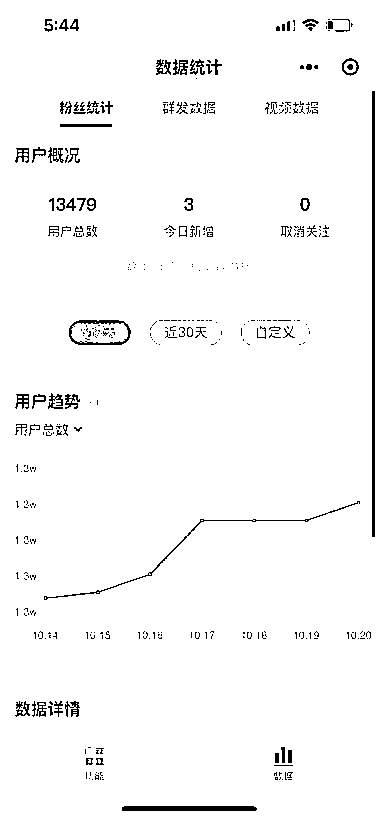 5:44
数据统计
粉丝统计 群发数据 视频数据
用户概况
13479 3 0
用户总数 今日新增 取消关注
近30天 自定义
用户趋势
用户总数
1.3w
1.3w
1.3w
1.3w
1.3w
10.14 10.15 10.16 10.17 10.18 10.19 10.20
数据详情
功能 数据